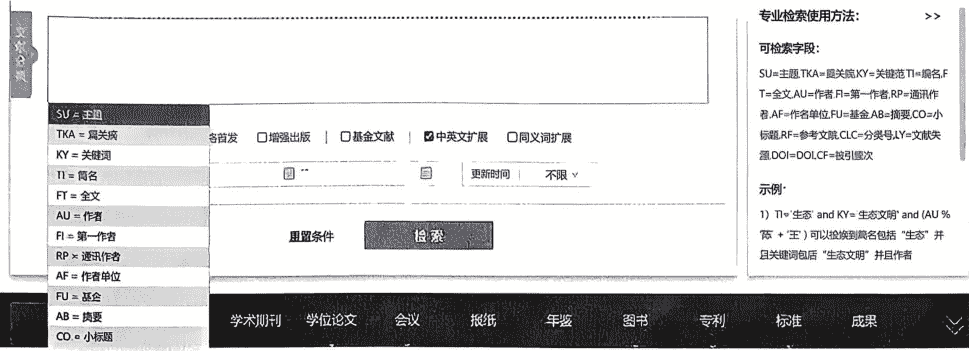 专业检索使用方法： >>
可检索字段：
SU=主题,TKA=篇关摘,KY=关键范 TI=篇名,F
T=全文,AU=作者,FI=第一作者,RP=通讯作
者,AF=作者单位,FU=基金,AB=摘要,CO=小
标题,RF=参考文献,CLC=分类号,LY=文献来
源,DOI=DOI,CF=被引频次
示例:
1）TI='生态' and KY= 生态文明' and (AU %
'陈' + '王' ) 可以检索到篇名包括 “生态” 并
且关键词包括 “生态文明” 并且作者
SU = 主题
TKA = 篇关摘
KY = 关键词
TI = 篇名
FT = 全文
AU = 作者
FI = 第一作者
RP = 通讯作者
AF = 作者单位
FU = 基金
AB = 摘要
CO = 小标题
络首发 增强出版 | 基金文献 | 中英文扩展 同义词扩展
更新时间 不限
重置条件 检索
学术期刊 学位论文 会议 报纸 年鉴 图书 专利 标准 成果